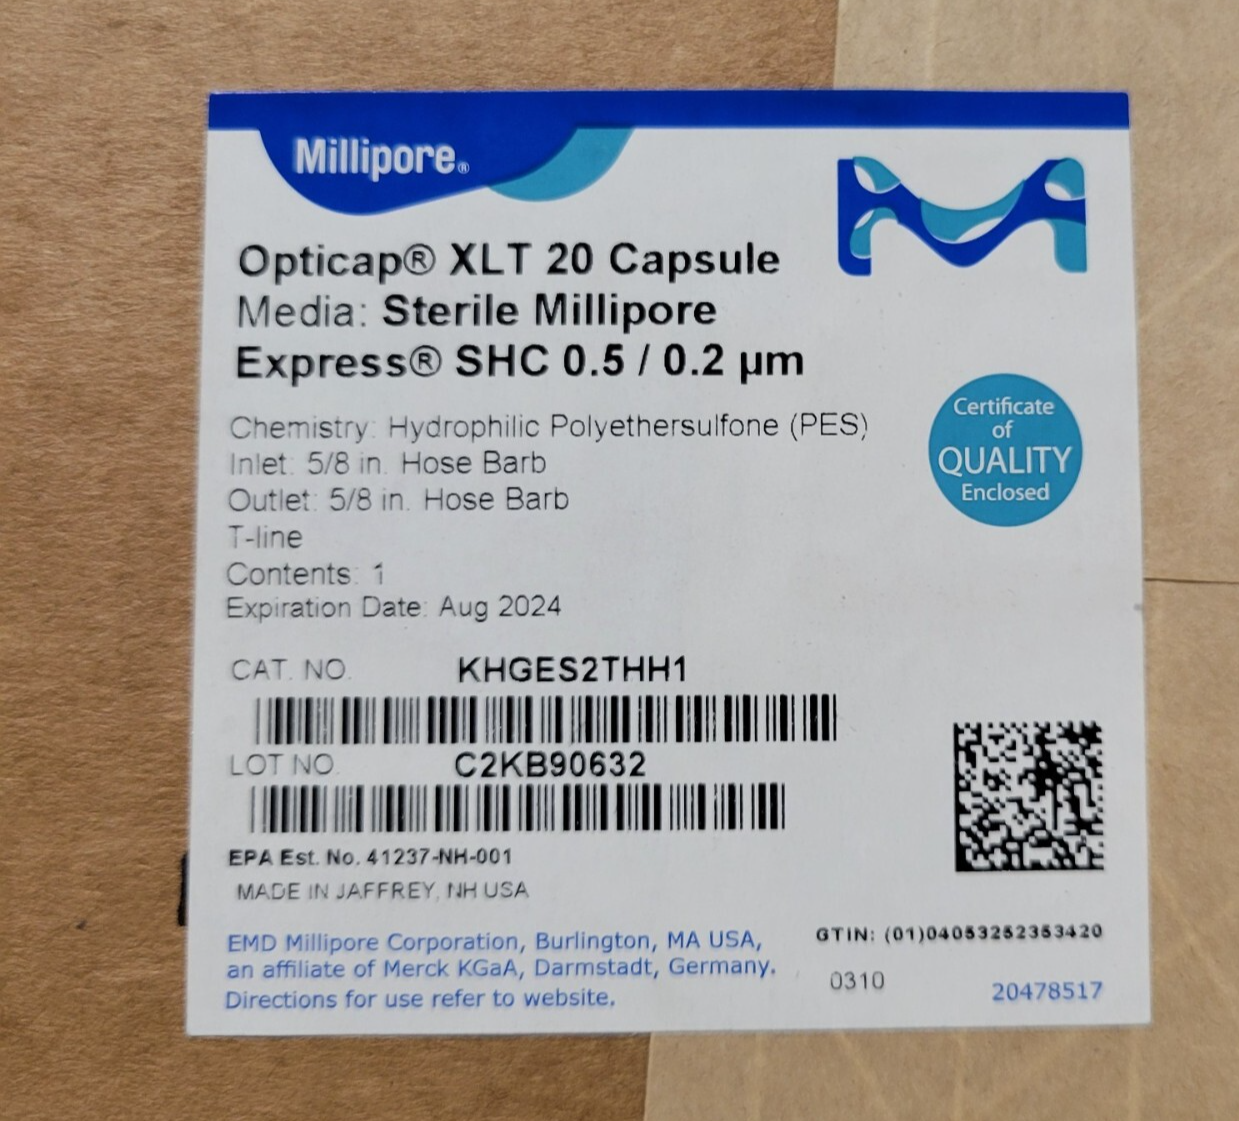 Millipore®
Opticap® XLT 20 Capsule
Media: Sterile Millipore
Express® SHC 0.5 / 0.2 µm
Certificate
of
QUALITY
Enclosed
Chemistry: Hydrophilic Polyethersulfone (PES)
Inlet: 5/8 in. Hose Barb
Outlet: 5/8 in. Hose Barb
T-line
Contents: 1
Expiration Date: Aug 2024
CAT. NO. KHGES2THH1
LOT NO. C2KB90632
EPA Est. No. 41237-NH-001
MADE IN JAFFREY, NH USA
EMD Millipore Corporation, Burlington, MA USA,
an affiliate of Merck KGaA, Darmstadt, Germany.
Directions for use refer to website.
GTIN: (01)04053252353420
0310 20478517